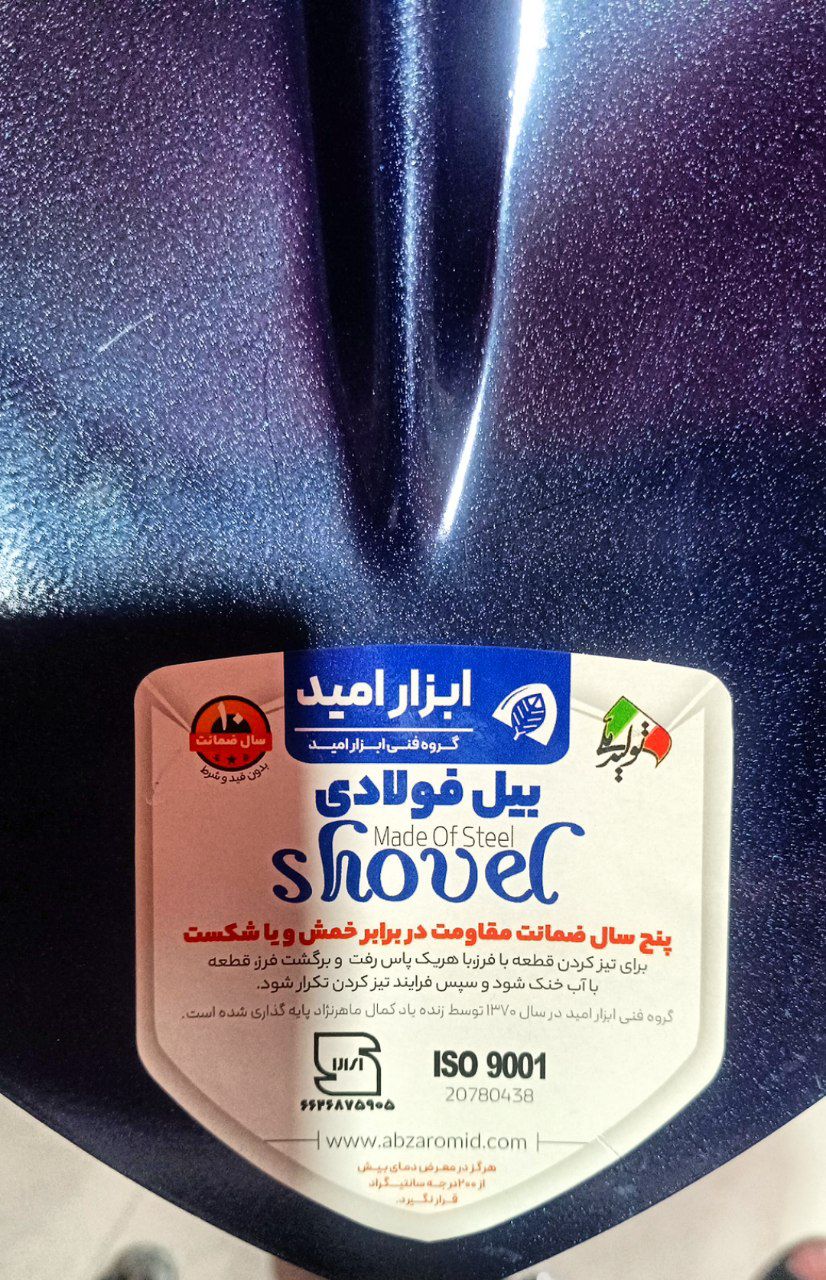 ابزار امید
گروه فنی ابزار امید
۱۰
سال ضمانت
بدون قید و شرط
تولید ملی
بیل فولادی
Made Of Steel
shovel
پنج سال ضمانت مقاومت در برابر خمش و یا شکست
برای تیز کردن قطعه با فرز، با هریک پاس رفت و برگشت فرز، قطعه
با آب خنک شود و سپس فرایند تیز کردن تکرار شود.
گروه فنی ابزار امید در سال ۱۳۷۰ توسط زنده یاد کمال ماهرنژاد پایه گذاری شده است.
ISO 9001
20780438
۶۶۲۶۸۷۵۹۰۵
www.abzaromid.com
هرگز در معرض دمای بیش
از ۲۰۰ درجه سانتیگراد
قرار نگیرد.